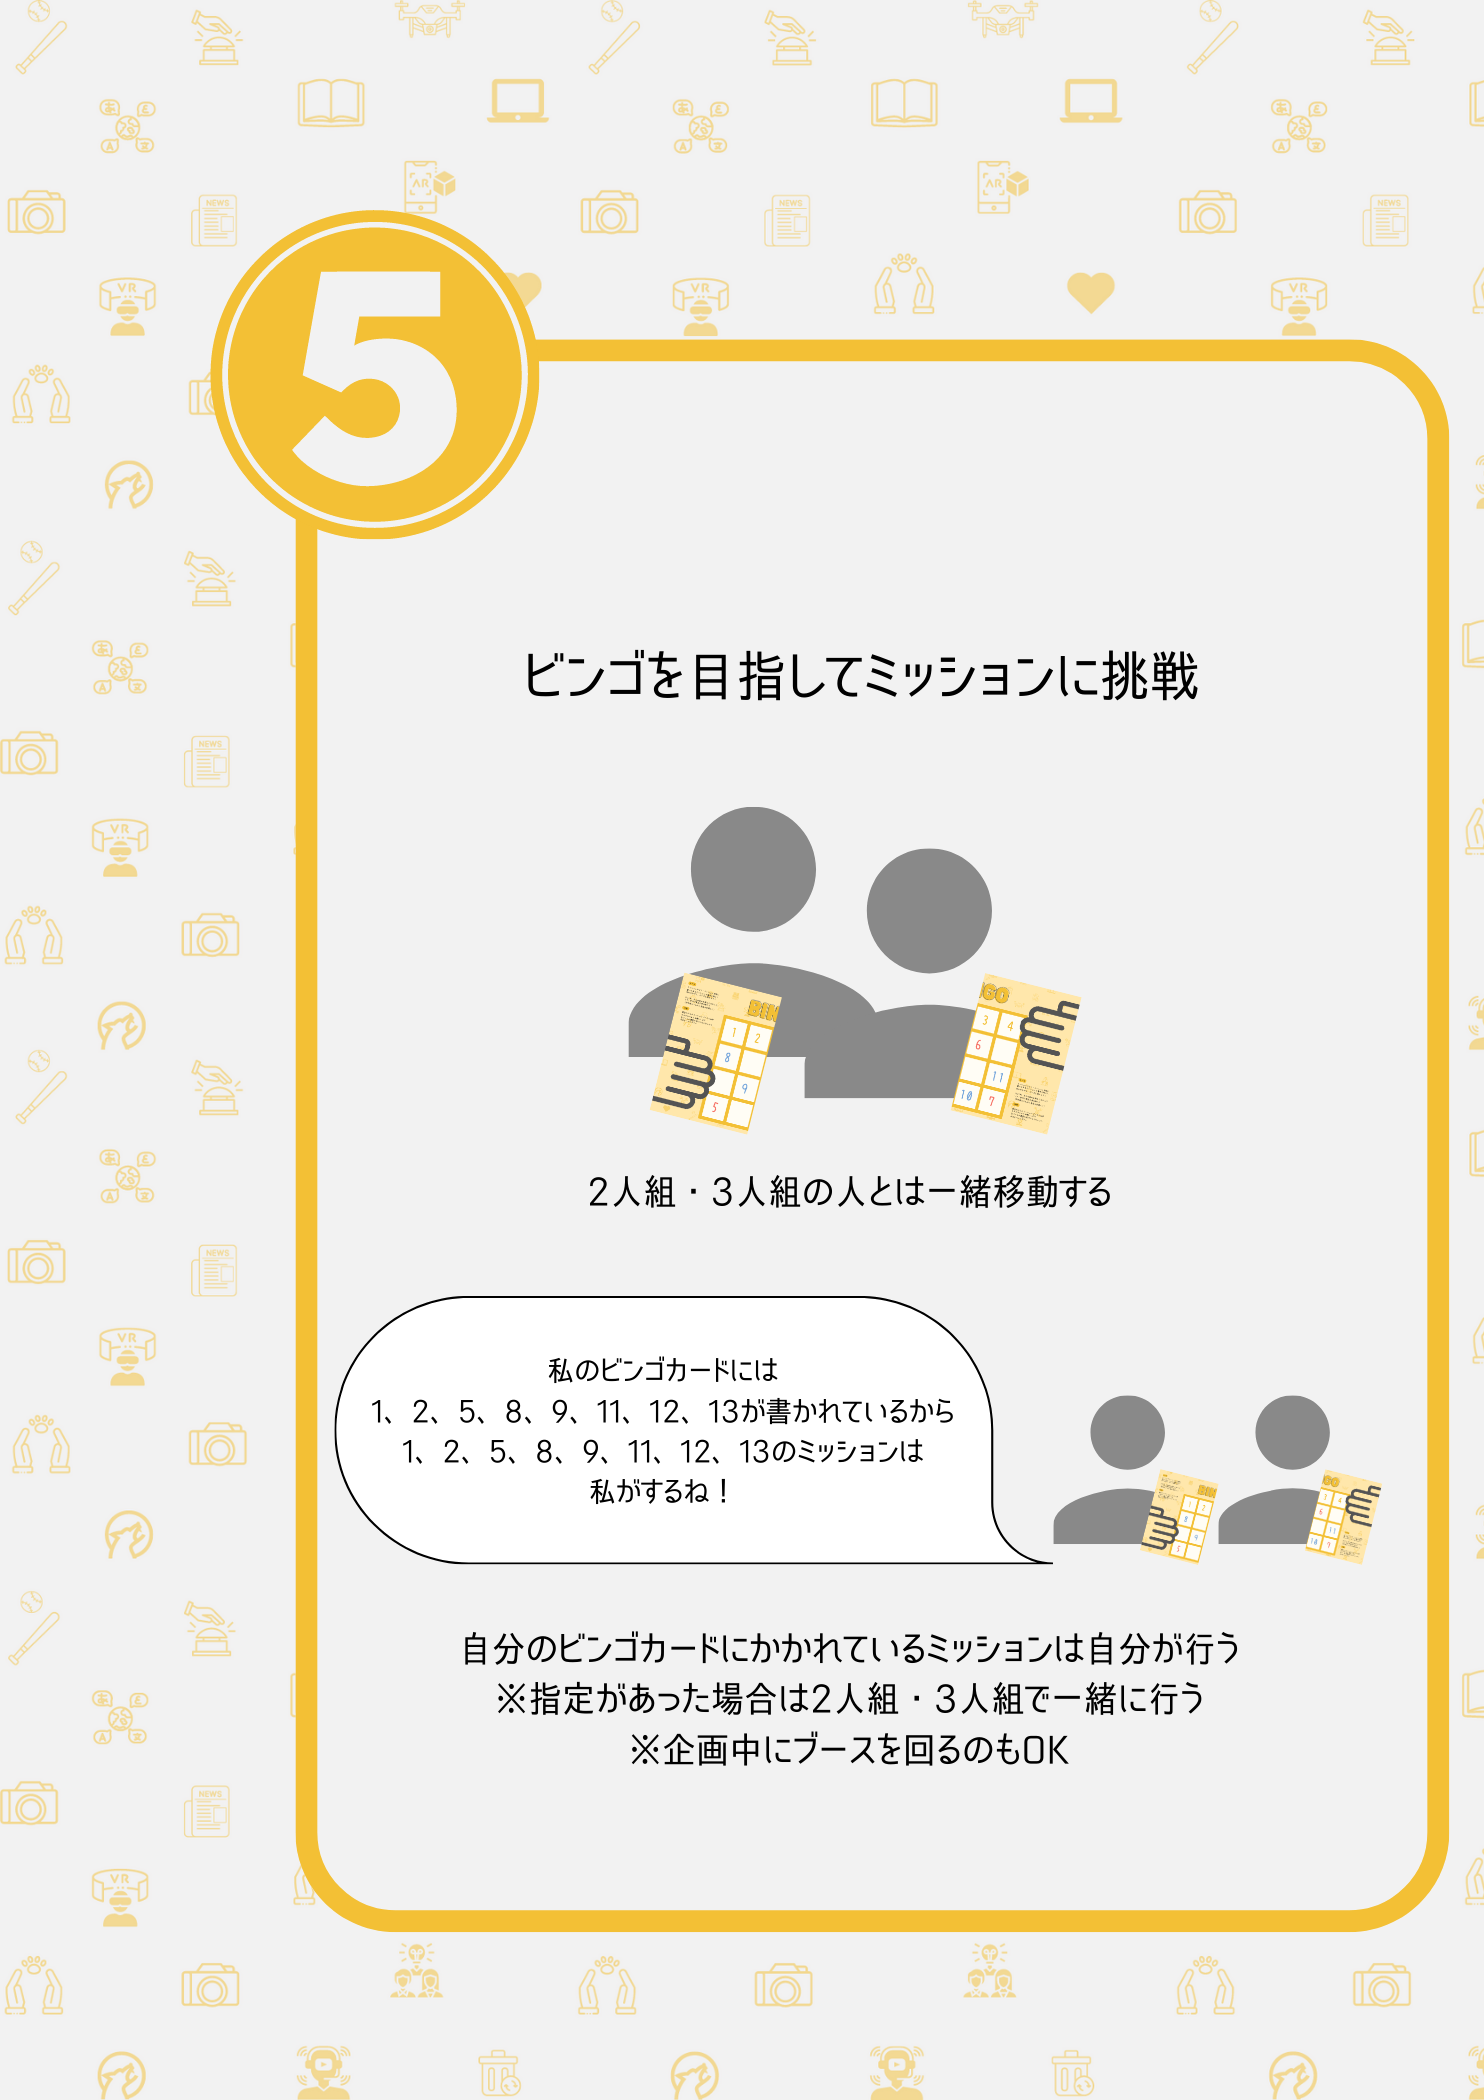 5
ビンゴを目指してミッションに挑戦
BIN
1 2
8
9
5
NGO
3 4
6
11
10 7
2人組・3人組の人とは一緒移動する
私のビンゴカードには
1、2、5、8、9、11、12、13が書かれているから
1、2、5、8、9、11、12、13のミッションは
私がするね！
自分のビンゴカードにかかれているミッションは自分が行う
※指定があった場合は2人組・3人組で一緒に行う
※企画中にブースを回るのもOK